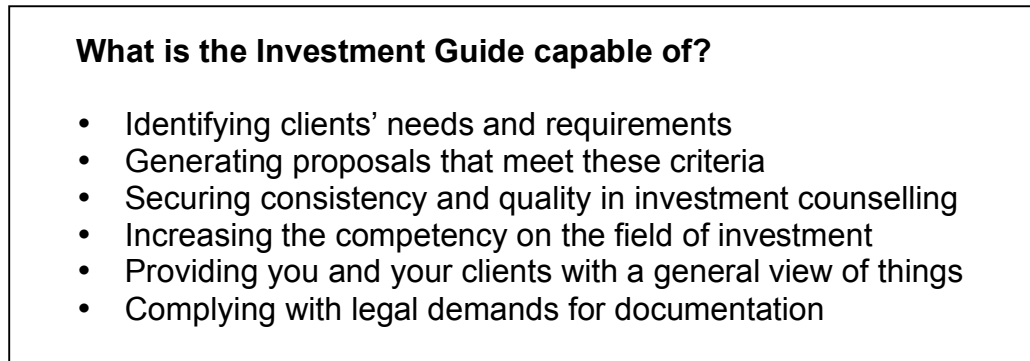 What is the Investment Guide capable of?
• Identifying clients’ needs and requirements
• Generating proposals that meet these criteria
• Securing consistency and quality in investment counselling
• Increasing the competency on the field of investment
• Providing you and your clients with a general view of things
• Complying with legal demands for documentation